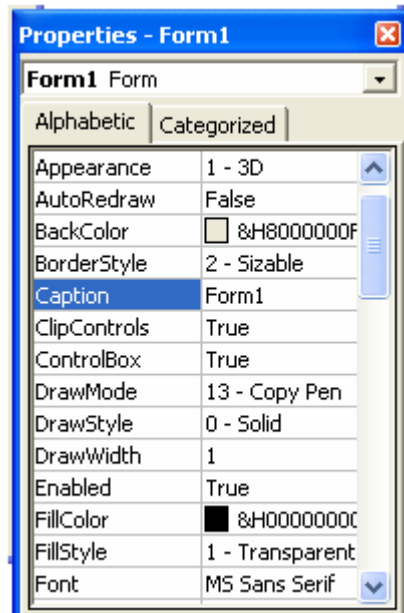 Properties - Form1
Form1 Form
Alphabetic Categorized
Appearance 1 - 3D
AutoRedraw False
BackColor &H8000000F
BorderStyle 2 - Sizable
Caption Form1
ClipControls True
ControlBox True
DrawMode 13 - Copy Pen
DrawStyle 0 - Solid
DrawWidth 1
Enabled True
FillColor &H00000000
FillStyle 1 - Transparent
Font MS Sans Serif